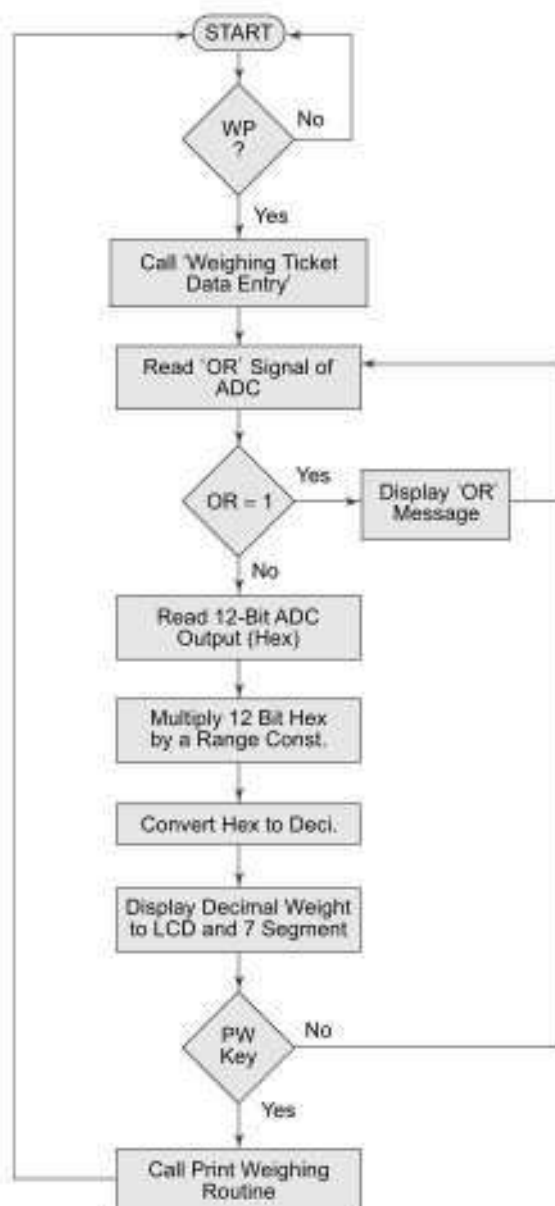 START
WP
?
No
Yes
Call 'Weighing Ticket
Data Entry'
Read 'OR' Signal of
ADC
OR = 1
Yes
Display 'OR'
Message
No
Read 12-Bit ADC
Output (Hex)
Multiply 12 Bit Hex
by a Range Const.
Convert Hex to Deci.
Display Decimal Weight
to LCD and 7 Segment
PW
Key
No
Yes
Call Print Weighing
Routine